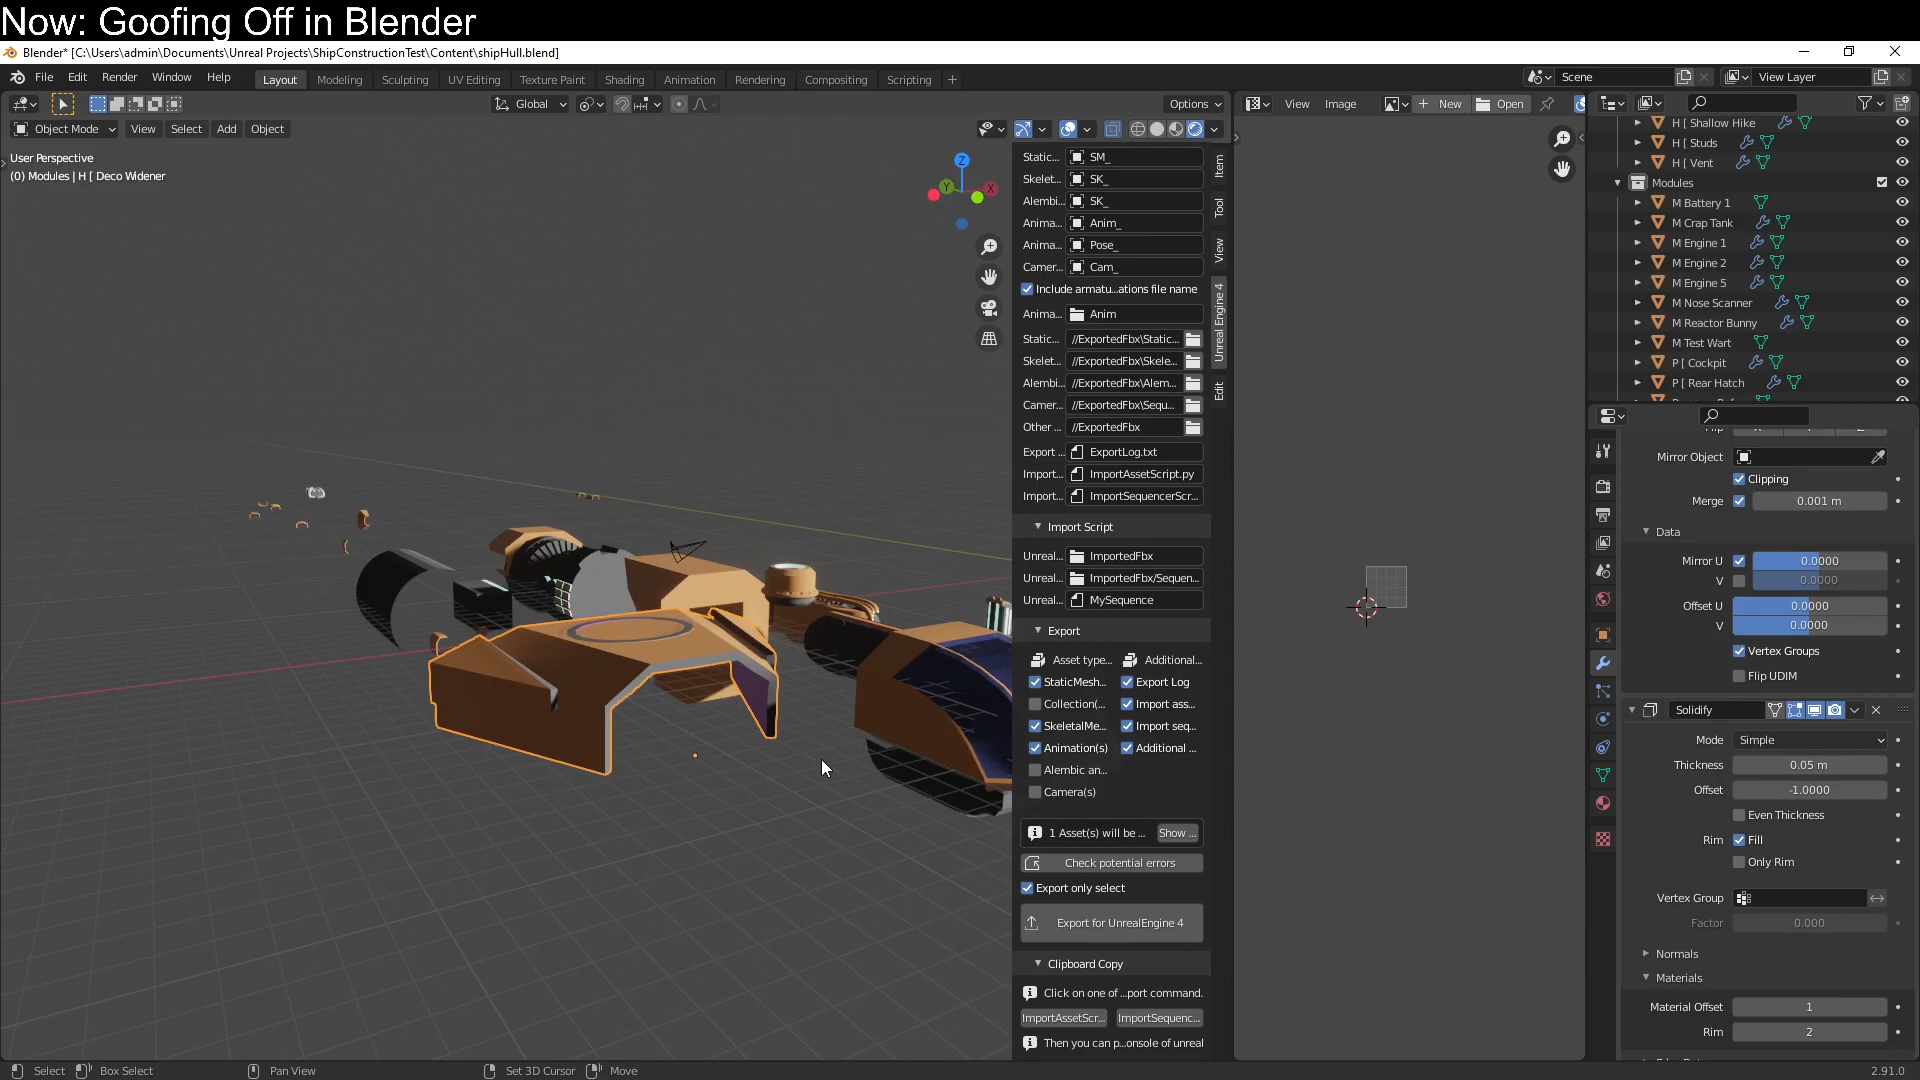 Now: Goofing Off in Blender
Blender* [C:\Users\admin\Documents\Unreal Projects\ShipConstructionTest\Content\shipHull.blend]
File Edit Render Window Help Layout Modeling Sculpting UV Editing Texture Paint Shading Animation Rendering Compositing Scripting + Scene View Layer
Global Options View Image New Open
Object Mode View Select Add Object
User Perspective
(0) Modules | H [ Deco Widener
Z
Y
X
Static... SM_
Skelet... SK_
Alembi... SK_
Anima... Anim_
Anima... Pose_
Camer... Cam_
Include armatu...ations file name
Anima... Anim
Static... //ExportedFbx\Static...
Skelet... //ExportedFbx\Skele...
Alembi... //ExportedFbx\Alem...
Camer... //ExportedFbx\Sequ...
Other ... //ExportedFbx
Export ... ExportLog.txt
Import... ImportAssetScript.py
Import... ImportSequencerScr...
Import Script
Unreal... ImportedFbx
Unreal... ImportedFbx/Sequen...
Unreal... MySequence
Export
Asset type... Additional...
StaticMesh... Export Log
Collection(... Import ass...
SkeletalMe... Import seq...
Animation(s) Additional ...
Alembic an...
Camera(s)
1 Asset(s) will be ... Show ...
Check potential errors
Export only select
Export for UnrealEngine 4
Clipboard Copy
Click on one of ...port command.
ImportAssetScr... ImportSequenc...
Then you can p...onsole of unreal
Item
Tool
View
Unreal Engine 4
Edit
H [ Shallow Hike
H [ Studs
H [ Vent
Modules
M Battery 1
M Crap Tank
M Engine 1
M Engine 2
M Engine 5
M Nose Scanner
M Reactor Bunny
M Test Wart
P [ Cockpit
P [ Rear Hatch
Mirror Object
Clipping
Merge 0.001 m
Data
Mirror U 0.0000
V 0.0000
Offset U 0.0000
V 0.0000
Vertex Groups
Flip UDIM
Solidify
Mode Simple
Thickness 0.05 m
Offset -1.0000
Even Thickness
Rim Fill
Only Rim
Vertex Group
Factor 0.000
Normals
Materials
Material Offset 1
Rim 2
Select Box Select Pan View Set 3D Cursor Move 2.91.0